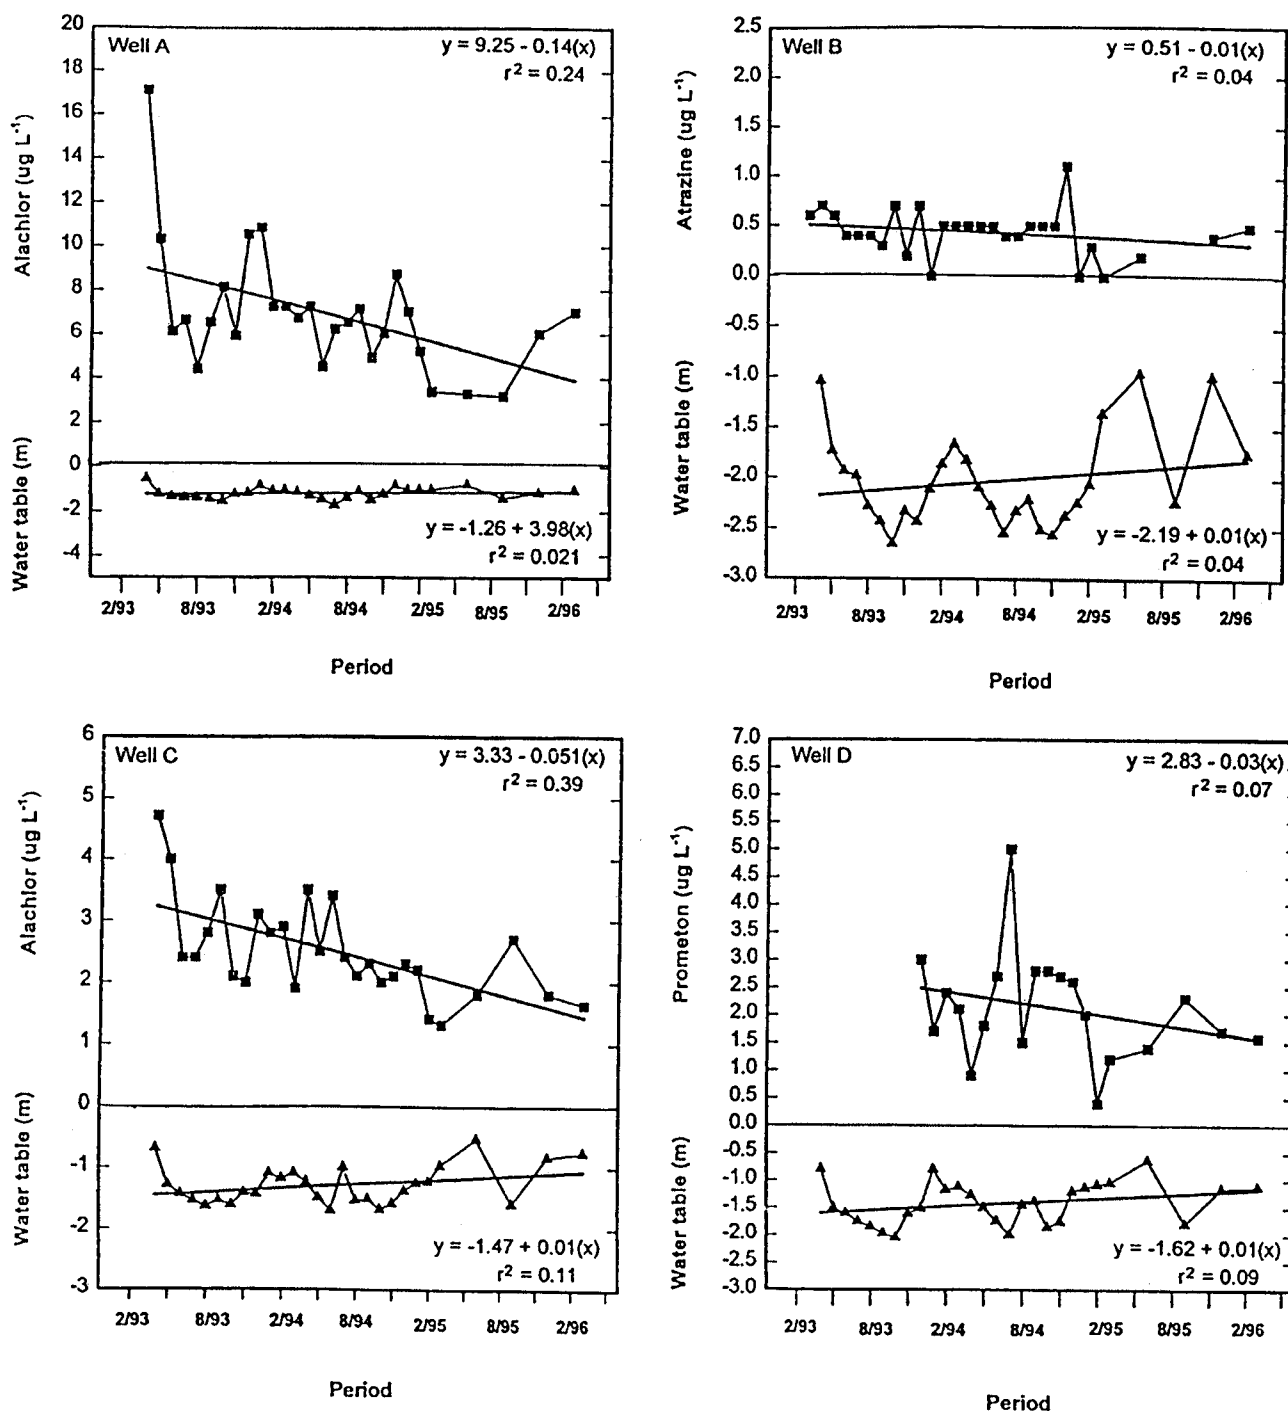 Well A
y = 9.25 - 0.14(x)
r² = 0.24
Alachlor (ug L⁻¹)
20
18
16
14
12
10
8
6
4
2
0
-2
-4
Water table (m)
y = -1.26 + 3.98(x)
r² = 0.021
2/93 8/93 2/94 8/94 2/95 8/95 2/96
Period
Well B
y = 0.51 - 0.01(x)
r² = 0.04
Atrazine (ug L⁻¹)
2.5
2.0
1.5
1.0
0.5
0.0
-0.5
-1.0
-1.5
-2.0
-2.5
-3.0
Water table (m)
y = -2.19 + 0.01(x)
r² = 0.04
2/93 8/93 2/94 8/94 2/95 8/95 2/96
Period
Well C
y = 3.33 - 0.051(x)
r² = 0.39
Alachlor (ug L⁻¹)
6
5
4
3
2
1
0
-1
-2
-3
Water table (m)
y = -1.47 + 0.01(x)
r² = 0.11
2/93 8/93 2/94 8/94 2/95 8/95 2/96
Period
Well D
y = 2.83 - 0.03(x)
r² = 0.07
Prometon (ug L⁻¹)
7.0
6.5
6.0
5.5
5.0
4.5
4.0
3.5
3.0
2.5
2.0
1.5
1.0
0.5
0.0
-0.5
-1.0
-1.5
-2.0
-2.5
-3.0
Water table (m)
y = -1.62 + 0.01(x)
r² = 0.09
2/93 8/93 2/94 8/94 2/95 8/95 2/96
Period